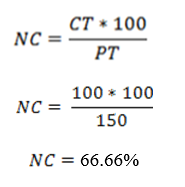 NC = CT * 100 / PT
NC = 100 * 100 / 150
NC = 66.66%